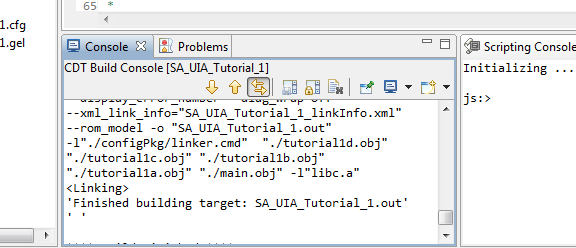 1.cfg
1.gel
65 *
Console Problems
CDT Build Console [SA_UIA_Tutorial_1]
--xml_link_info="SA_UIA_Tutorial_1_linkInfo.xml"
--rom_model -o "SA_UIA_Tutorial_1.out"
-l"./configPkg/linker.cmd" "./tutorial1d.obj"
"./tutorial1c.obj" "./tutorial1b.obj"
"./tutorial1a.obj" "./main.obj" -l"libc.a"
<Linking>
'Finished building target: SA_UIA_Tutorial_1.out'
' '
Scripting Console
Initializing ...
js:>